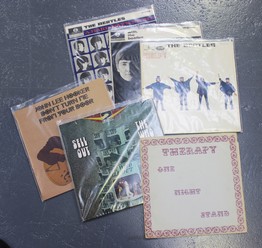 THE BEATLES
THE BEATLES
JOHN LEE HOOKER
DON'T TURN ME
FROM YOUR DOOR
SELL
OUT
THERAPY
ONE
NIGHT
STAND